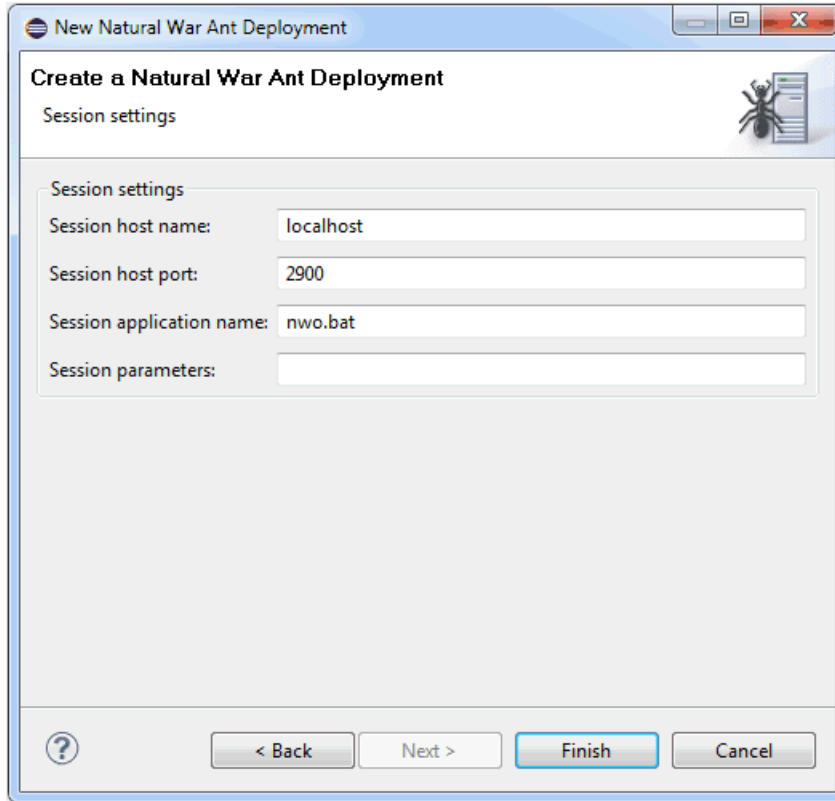 New Natural War Ant Deployment
Create a Natural War Ant Deployment
Session settings
Session settings
Session host name: localhost
Session host port: 2900
Session application name: nwo.bat
Session parameters:
? < Back Next > Finish Cancel